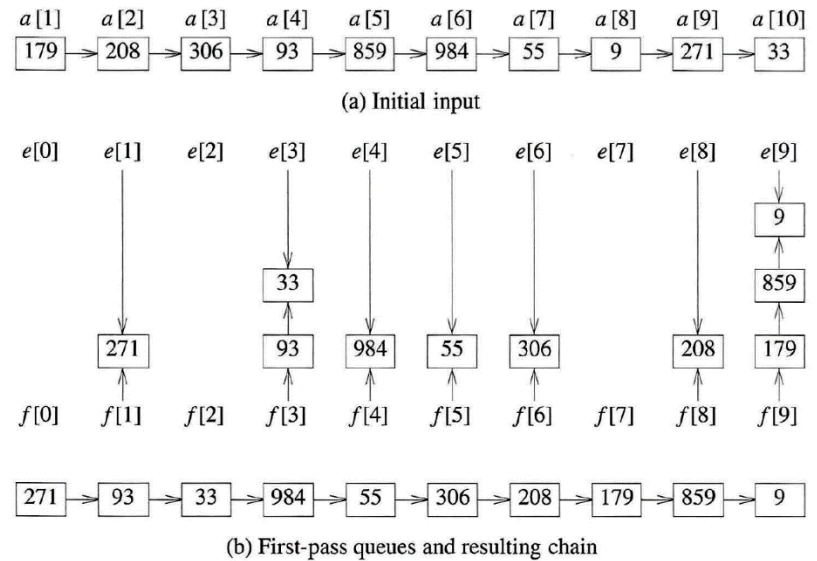 a[1] a[2] a[3] a[4] a[5] a[6] a[7] a[8] a[9] a[10]
179 208 306 93 859 984 55 9 271 33
(a) Initial input
e[0] e[1] e[2] e[3] e[4] e[5] e[6] e[7] e[8] e[9]
9
33 859
271 93 984 55 306 208 179
f[0] f[1] f[2] f[3] f[4] f[5] f[6] f[7] f[8] f[9]
271 93 33 984 55 306 208 179 859 9
(b) First-pass queues and resulting chain